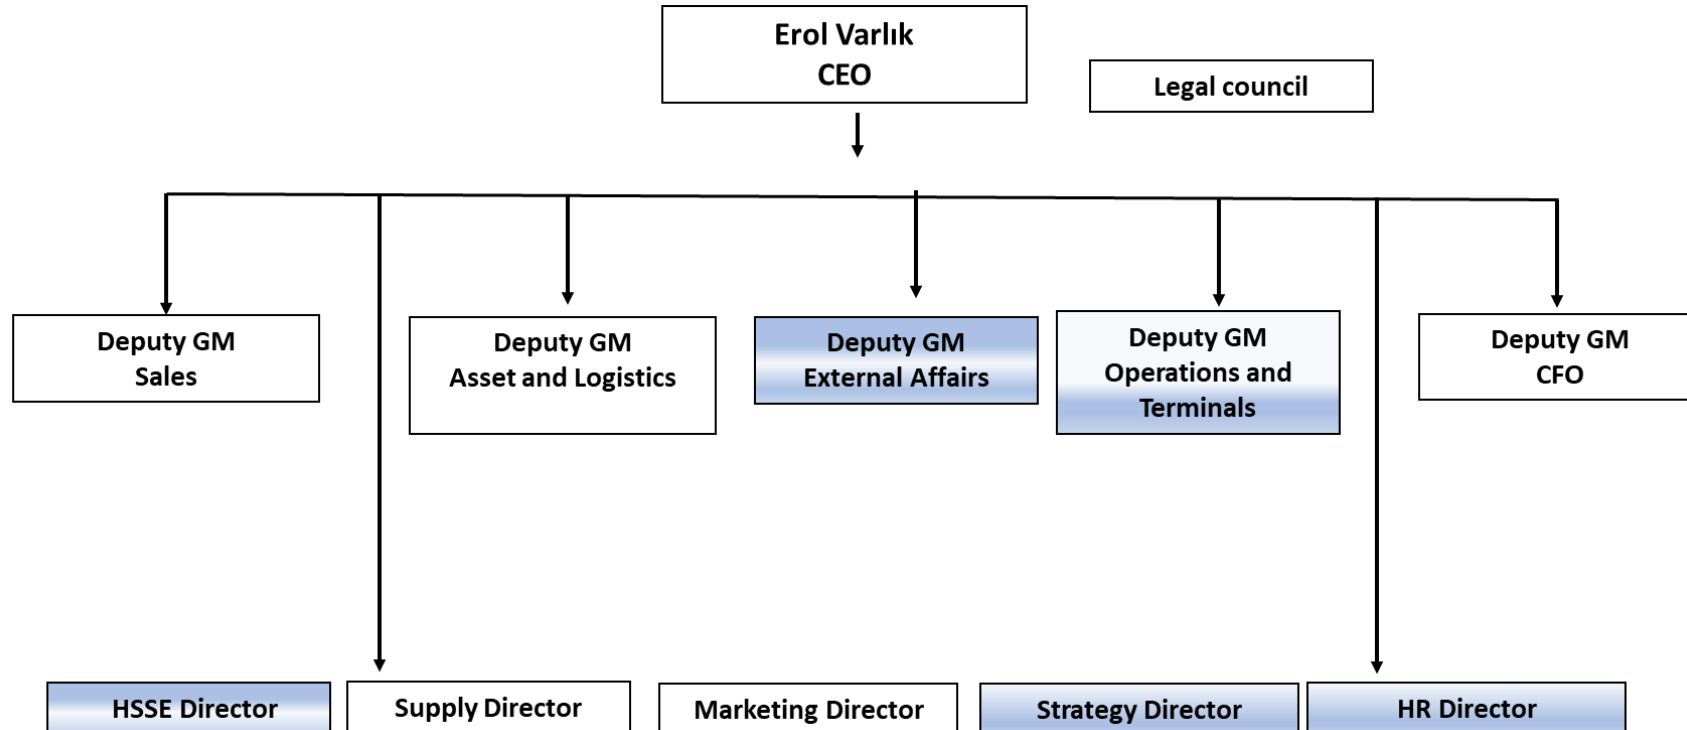 Erol Varlık
CEO
Legal council
Deputy GM
Sales
Deputy GM
Asset and Logistics
Deputy GM
External Affairs
Deputy GM
Operations and
Terminals
Deputy GM
CFO
HSSE Director
Supply Director
Marketing Director
Strategy Director
HR Director